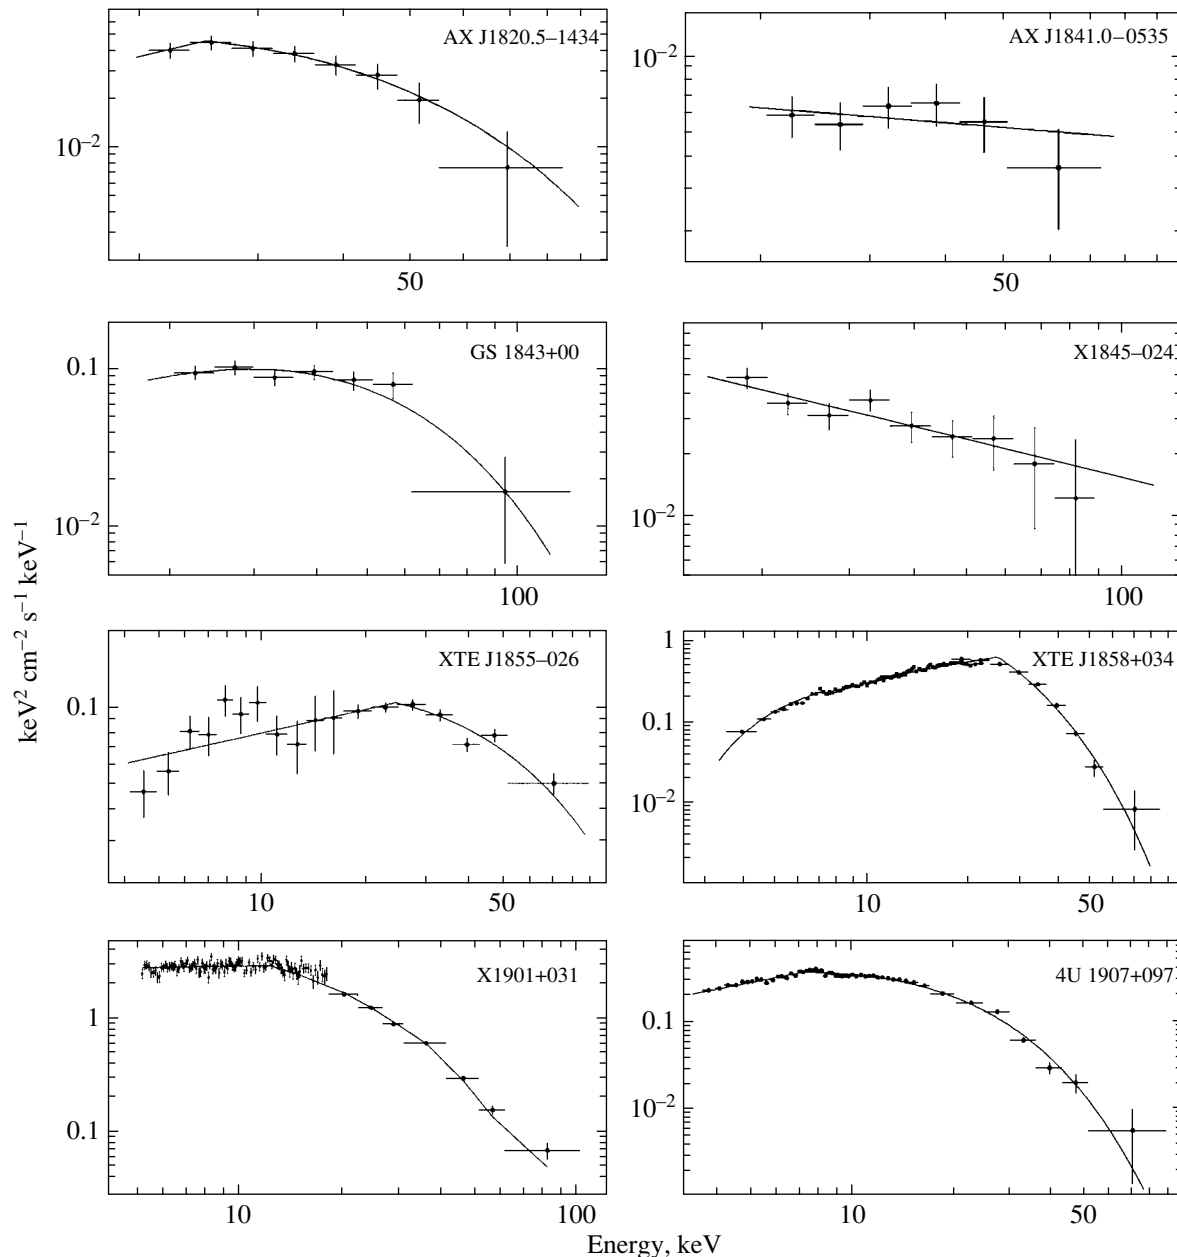 AX J1820.5–1434
10⁻²
50
AX J1841.0–0535
10⁻²
50
GS 1843+00
0.1
10⁻²
100
X1845–024
10⁻²
100
keV² cm⁻² s⁻¹ keV⁻¹
XTE J1855–026
0.1
10
50
XTE J1858+034
1
0.1
10⁻²
10
50
X1901+031
1
0.1
10
100
4U 1907+097
0.1
10⁻²
10
50
Energy, keV